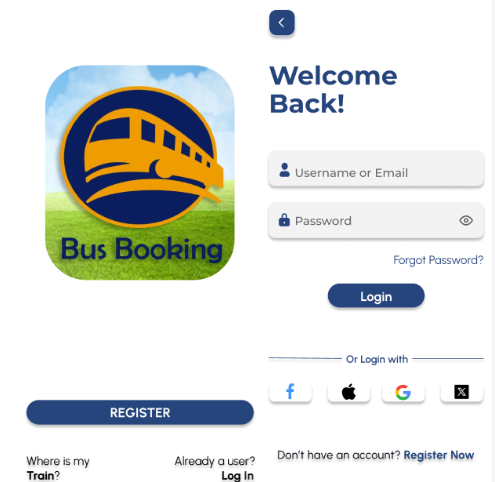 Bus Booking
REGISTER
Where is my
Train?
Already a user?
Log In
Welcome
Back!
Username or Email
Password
Forgot Password?
Login
Or Login with
Don't have an account? Register Now